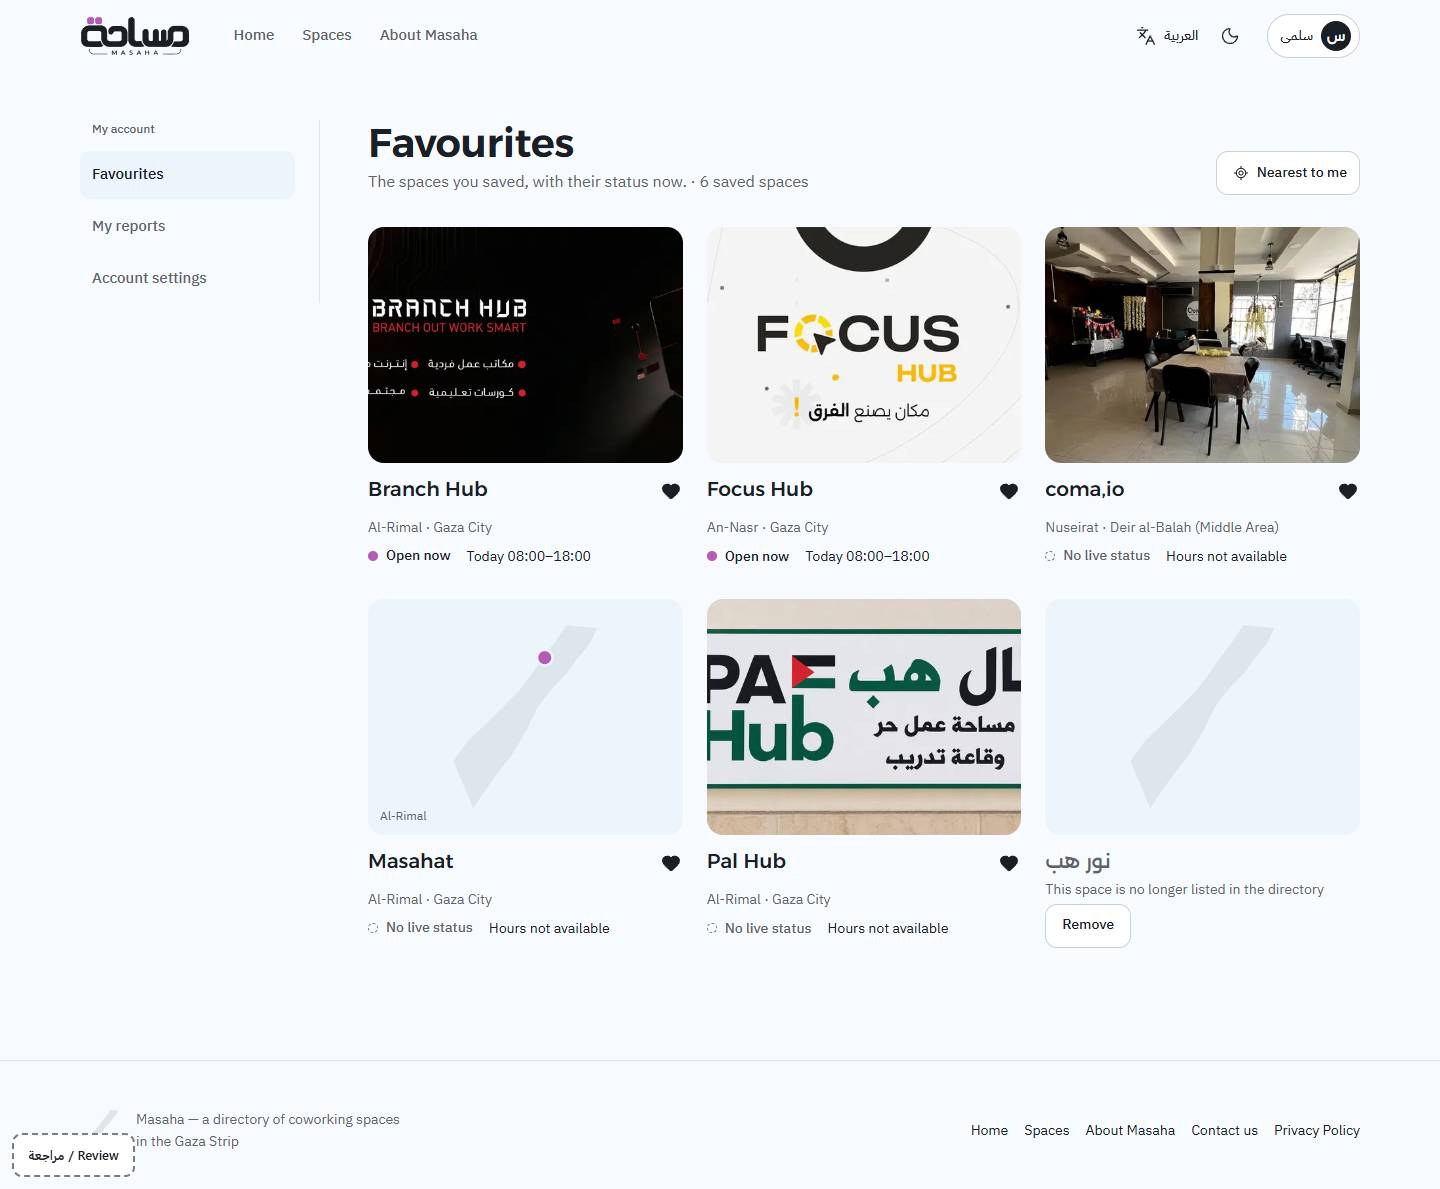 مساحة
MASAHA
Home
Spaces
About Masaha
العربية
سلمى
س
My account
Favourites
My reports
Account settings
Favourites
The spaces you saved, with their status now. · 6 saved spaces
Nearest to me
BRANCH HUB
BRANCH OUT WORK SMART
مكاتب عمل فردية
إنترنت
كورسات تعليمية
FOCUS
HUB
مكان يصنع الفرق !
Branch Hub
Al-Rimal · Gaza City
Open now
Today 08:00–18:00
Focus Hub
An-Nasr · Gaza City
Open now
Today 08:00–18:00
coma,io
Nuseirat · Deir al-Balah (Middle Area)
No live status
Hours not available
Al-Rimal
PAL
Hub
ال هب
مساحة عمل حر
وقاعة تدريب
Masahat
Al-Rimal · Gaza City
No live status
Hours not available
Pal Hub
Al-Rimal · Gaza City
No live status
Hours not available
نور هب
This space is no longer listed in the directory
Remove
Masaha — a directory of coworking spaces
in the Gaza Strip
مراجعة / Review
Home
Spaces
About Masaha
Contact us
Privacy Policy